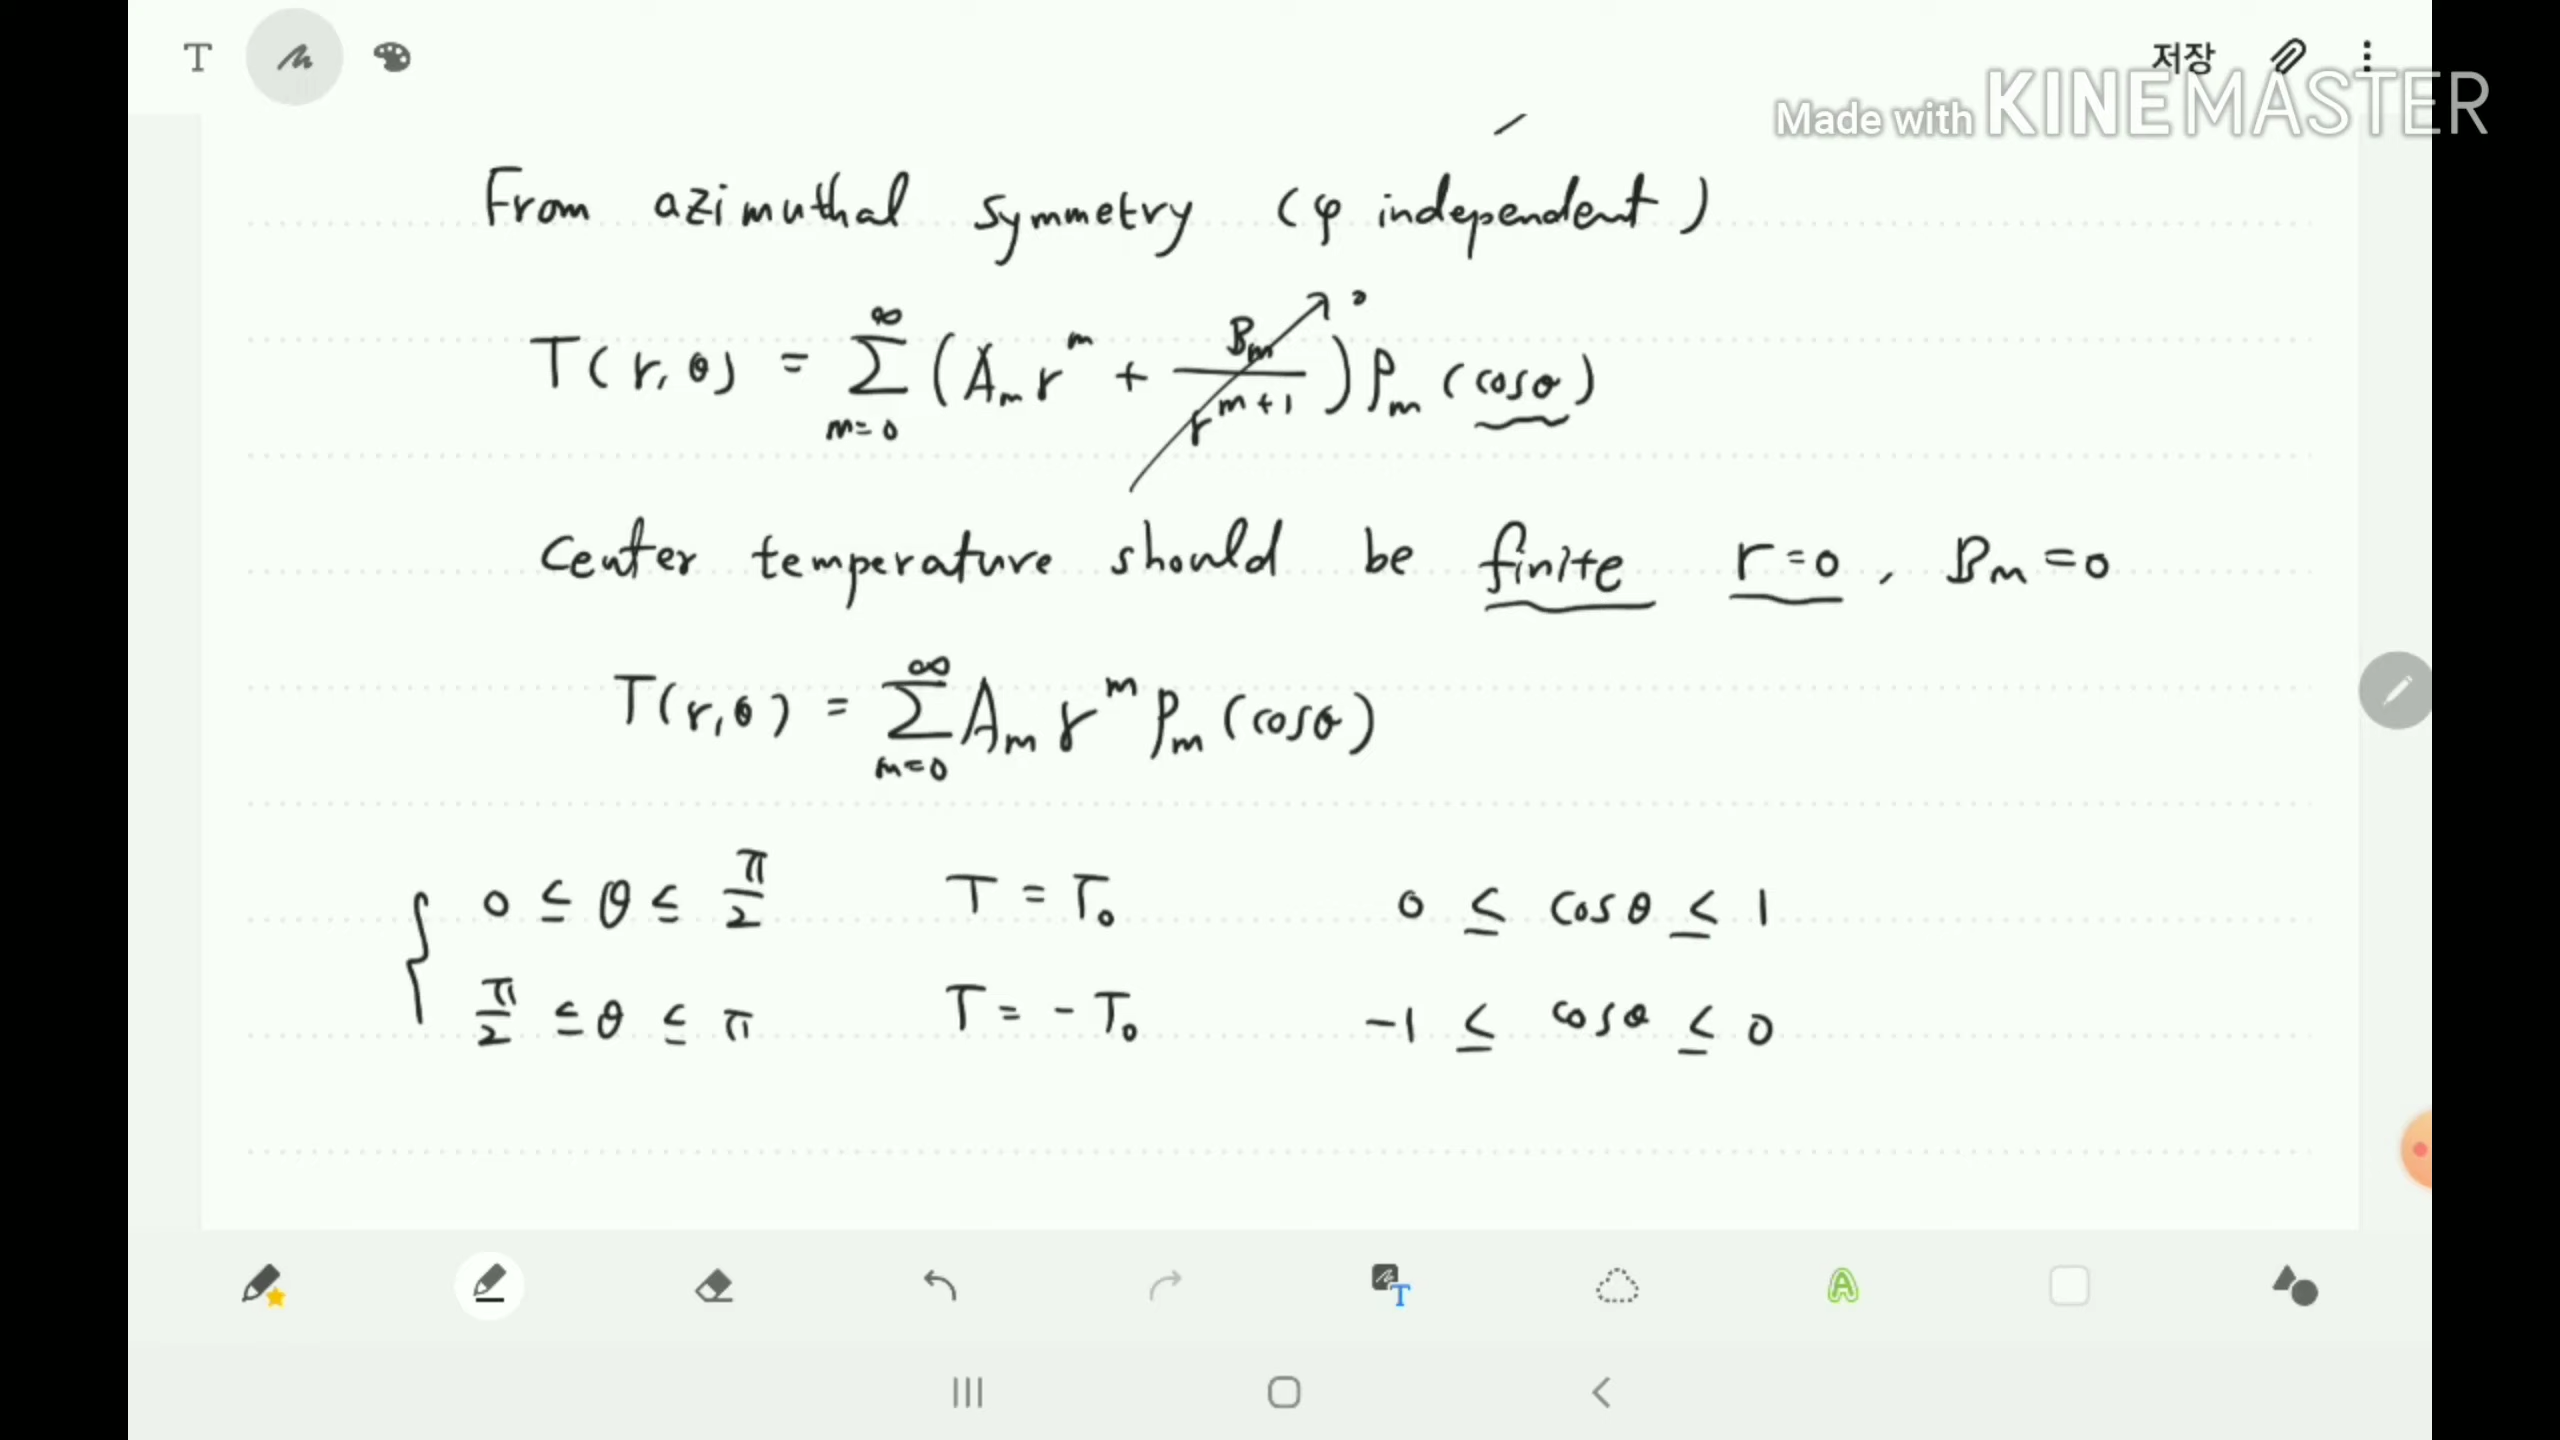 T 저장
Made with KINEMASTER
From azimuthal symmetry (φ independent)
T(r,θ) = ∑_{m=0}^{∞} (A_m r^m + B_m / r^{m+1}) P_m (cosθ)
Center temperature should be finite r=0, B_m=0
T(r,θ) = ∑_{m=0}^{∞} A_m r^m P_m (cosθ)
0 ≤ θ ≤ π/2 T = T₀ 0 ≤ cosθ ≤ 1
π/2 ≤ θ ≤ π T = -T₀ -1 ≤ cosθ ≤ 0
T A